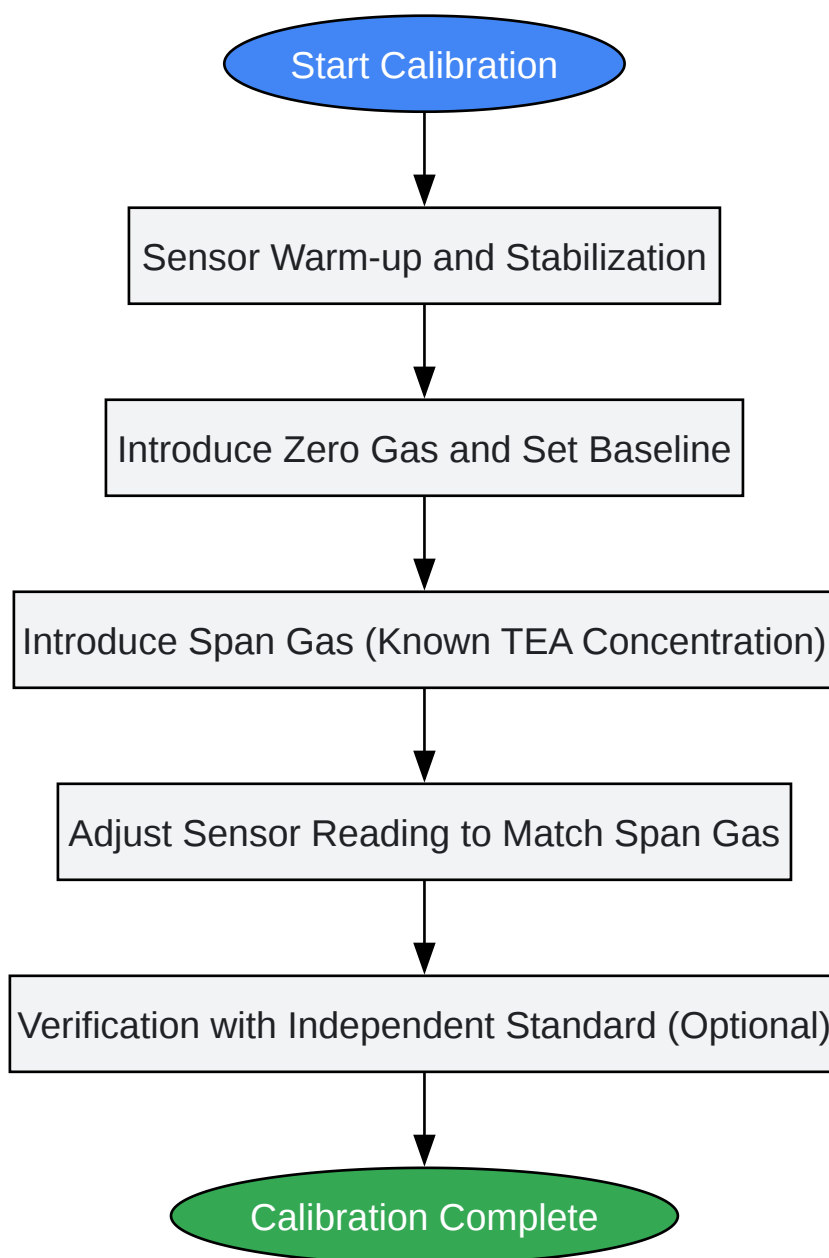 Start Calibration
Sensor Warm-up and Stabilization
Introduce Zero Gas and Set Baseline
Introduce Span Gas (Known TEA Concentration)
Adjust Sensor Reading to Match Span Gas
Verification with Independent Standard (Optional)
Calibration Complete